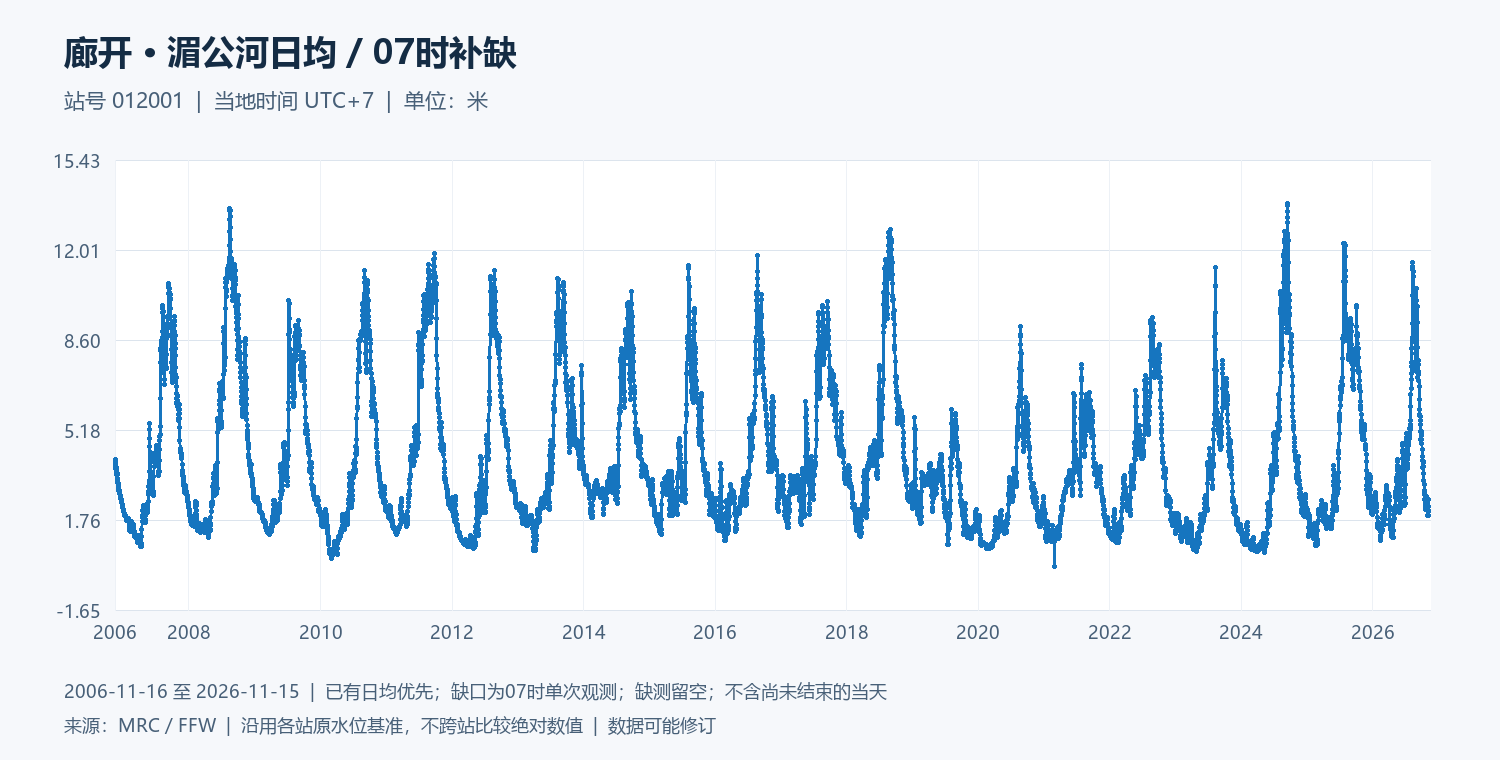 廊开·湄公河日均 / 07时补缺
站号 012001 | 当地时间 UTC+7 | 单位：米
15.43
12.01
8.60
5.18
1.76
-1.65
2006 2008 2010 2012 2014 2016 2018 2020 2022 2024 2026
2006-11-16 至 2026-11-15 | 已有日均优先；缺口为07时单次观测；缺测留空；不含尚未结束的当天
来源：MRC / FFW | 沿用各站原水位基准，不跨站比较绝对数值 | 数据可能修订